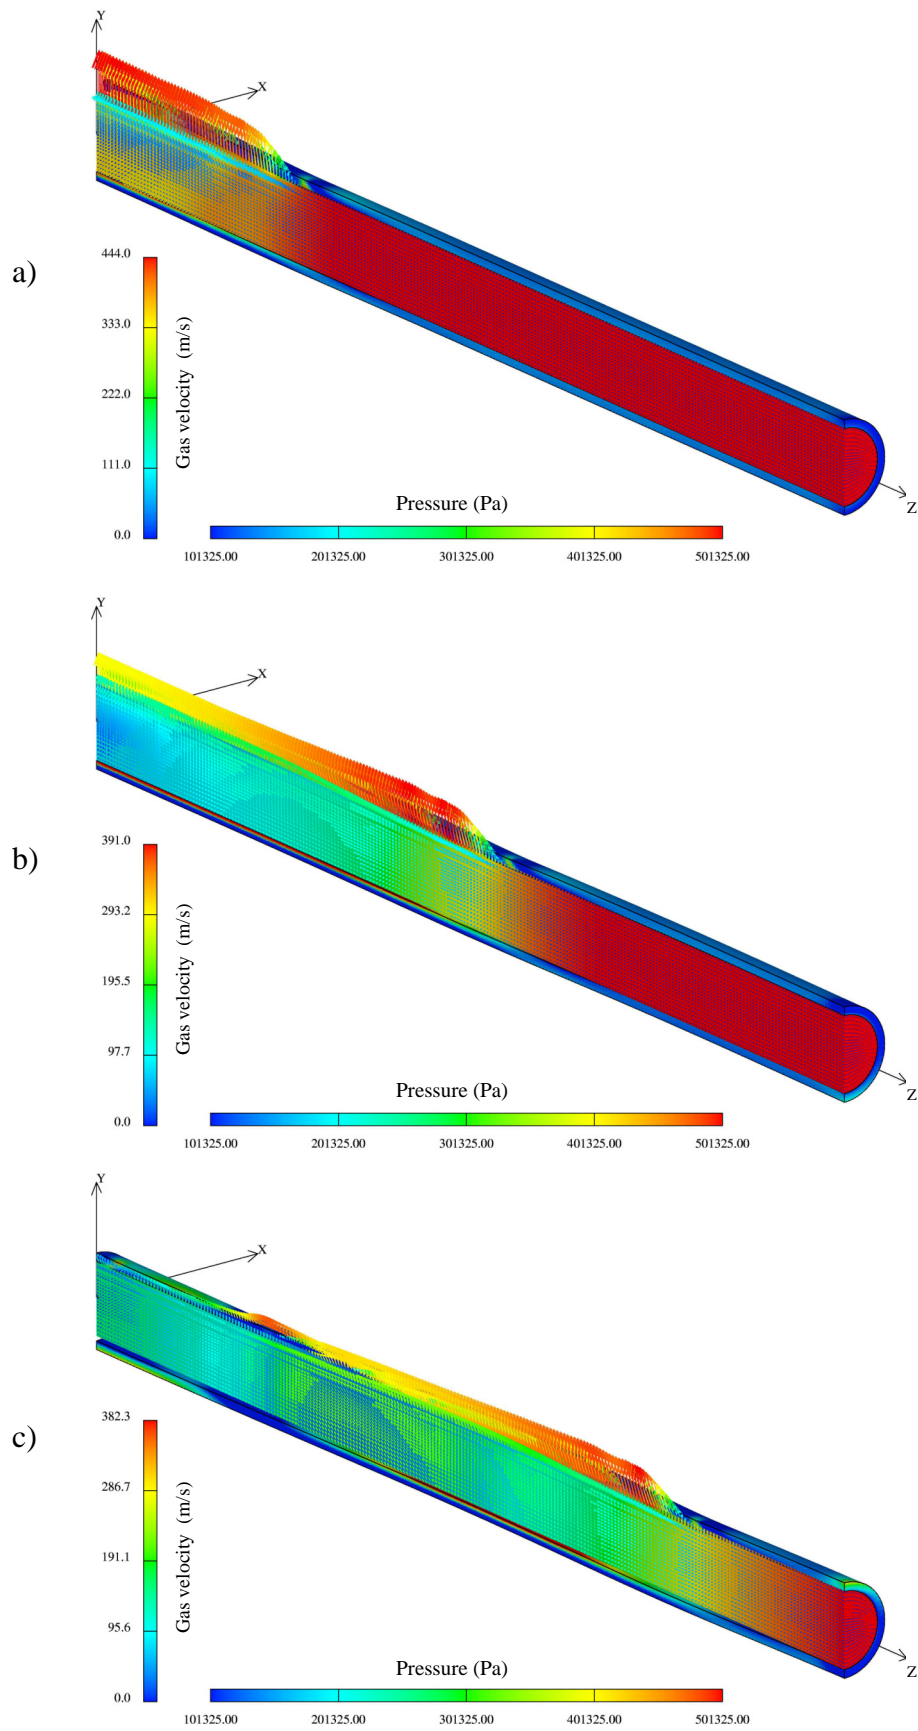 Y
X
a)
444.0
333.0
222.0
111.0
0.0
Gas velocity (m/s)
Z
Pressure (Pa)
101325.00 201325.00 301325.00 401325.00 501325.00
Y
X
b)
391.0
293.2
195.5
97.7
0.0
Gas velocity (m/s)
Z
Pressure (Pa)
101325.00 201325.00 301325.00 401325.00 501325.00
Y
X
c)
382.3
286.7
191.1
95.6
0.0
Gas velocity (m/s)
Z
Pressure (Pa)
101325.00 201325.00 301325.00 401325.00 501325.00